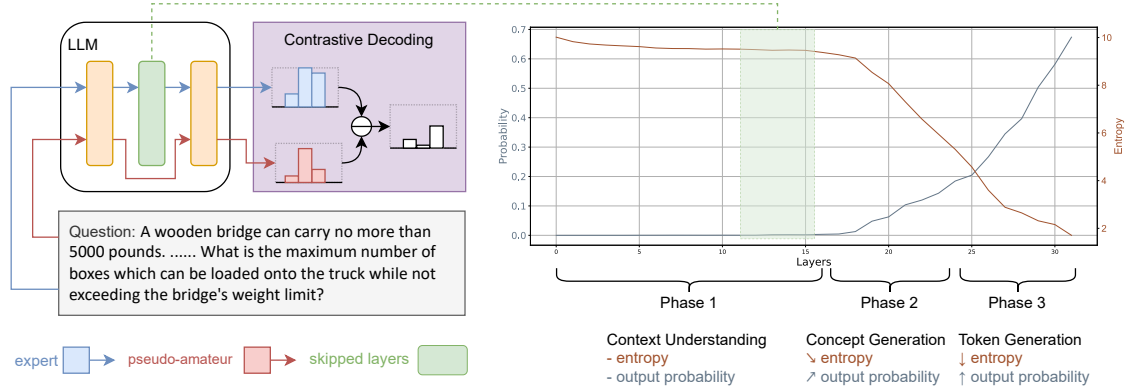 LLM
Contrastive Decoding
Question: A wooden bridge can carry no more than
5000 pounds. ...... What is the maximum number of
boxes which can be loaded onto the truck while not
exceeding the bridge's weight limit?
expert
pseudo-amateur
skipped layers
Probability
0.7
0.6
0.5
0.4
0.3
0.2
0.1
0.0
Entropy
10
8
6
4
2
0
5
10
15
20
25
30
Layers
Phase 1
Phase 2
Phase 3
Context Understanding
- entropy
- output probability
Concept Generation
↘ entropy
↗ output probability
Token Generation
↓ entropy
↑ output probability